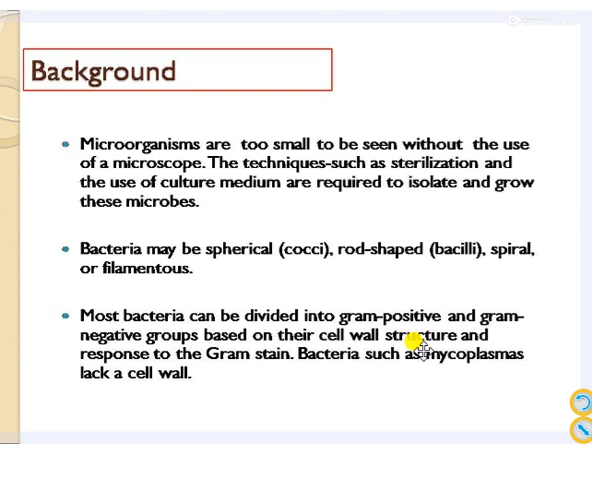 Background
• Microorganisms are too small to be seen without the use
of a microscope. The techniques-such as sterilization and
the use of culture medium are required to isolate and grow
these microbes.
• Bacteria may be spherical (cocci), rod-shaped (bacilli), spiral,
or filamentous.
• Most bacteria can be divided into gram-positive and gram-
negative groups based on their cell wall structure and
response to the Gram stain. Bacteria such as mycoplasmas
lack a cell wall.